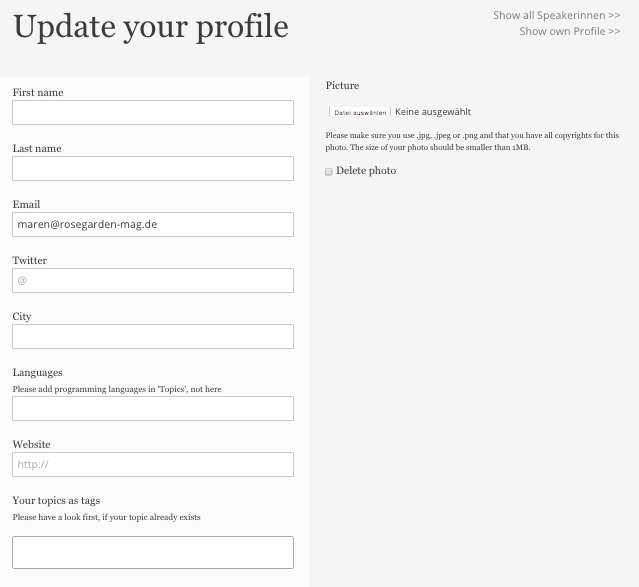 Update your profile
Show all Speakerinnen >>
Show own Profile >>
First name
Last name
Email
maren@rosegarden-mag.de
Twitter
@
City
Languages
Please add programming languages in 'Topics', not here
Website
http://
Your topics as tags
Please have a look first, if your topic already exists
Picture
Datei auswählen Keine ausgewählt
Please make sure you use .jpg, .jpeg or .png and that you have all copyrights for this
photo. The size of your photo should be smaller than 1MB.
Delete photo